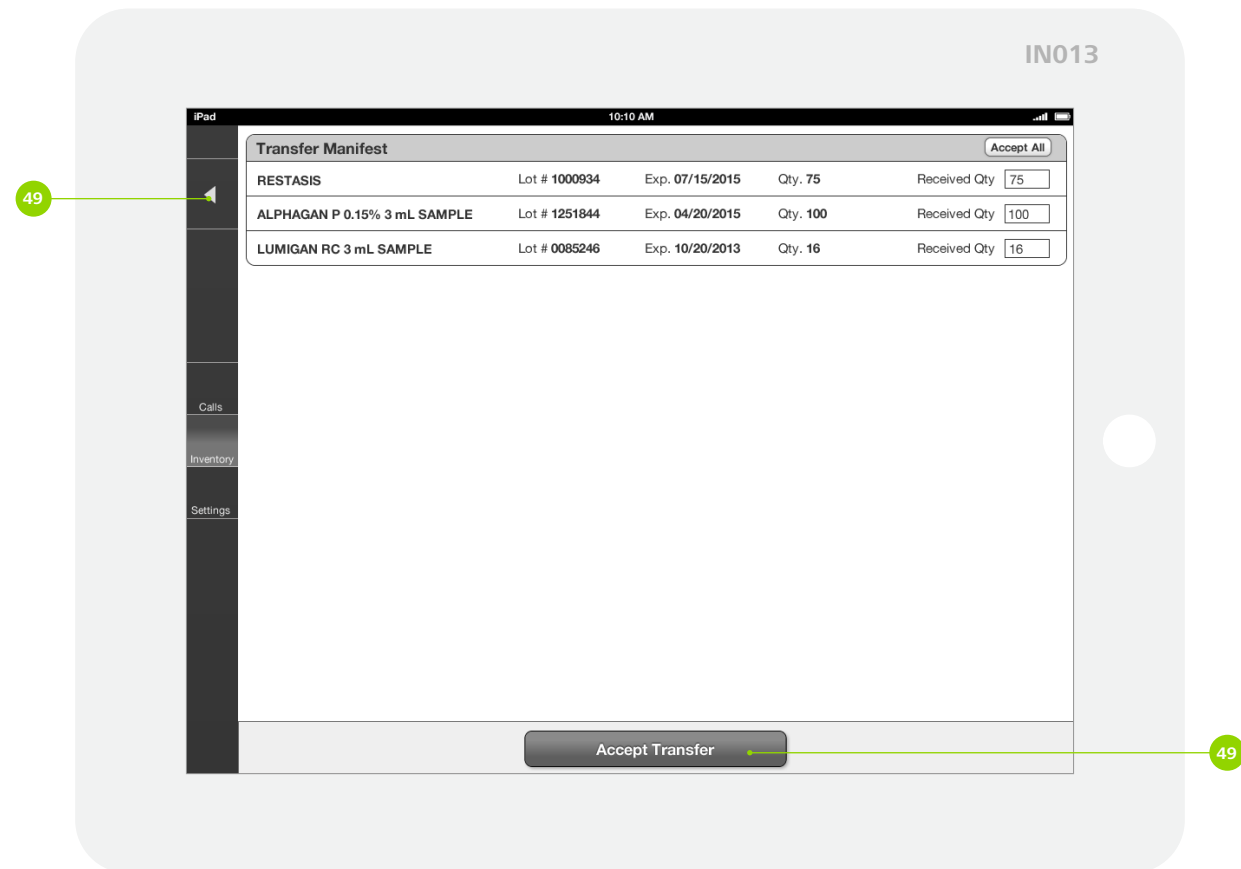 IN013
iPad 10:10 AM
Transfer Manifest Accept All
RESTASIS Lot # 1000934 Exp. 07/15/2015 Qty. 75 Received Qty 75
49
ALPHAGAN P 0.15% 3 mL SAMPLE Lot # 1251844 Exp. 04/20/2015 Qty. 100 Received Qty 100
LUMIGAN RC 3 mL SAMPLE Lot # 0085246 Exp. 10/20/2013 Qty. 16 Received Qty 16
Calls
Inventory
Settings
Accept Transfer
49